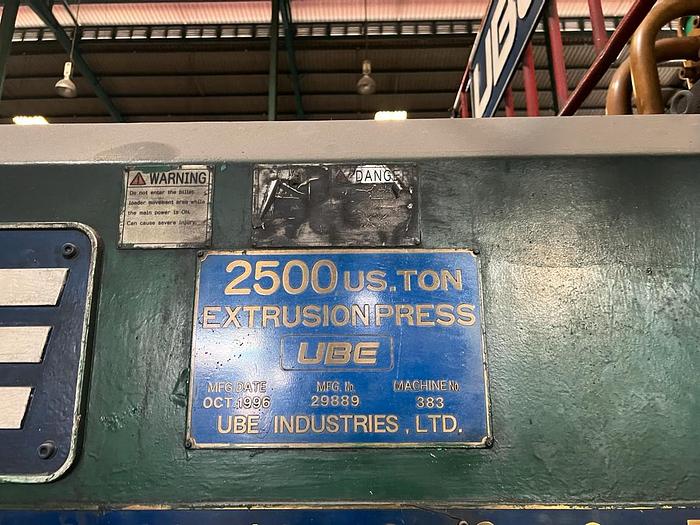 UBE
WARNING
Do not enter the billet
loader movement area while
the main power is ON.
Can cause severe injury.
DANGER
2500 US.TON
EXTRUSION PRESS
UBE
MFG.DATE MFG. No. MACHINE No.
OCT.1996 29889 383
UBE INDUSTRIES , LTD.